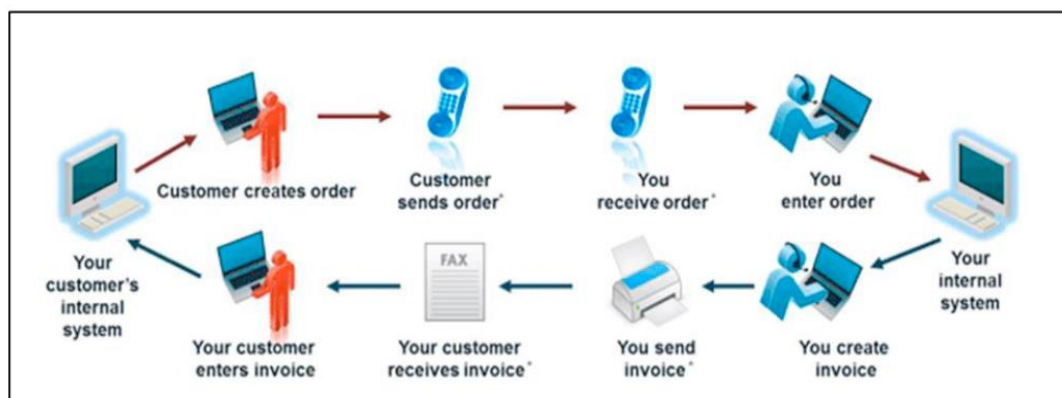 Customer creates order
Customer
sends order*
You
receive order*
You
enter order
Your
customer's
internal
system
FAX
Your
internal
system
Your customer
enters invoice
Your customer
receives invoice*
You send
invoice*
You create
invoice